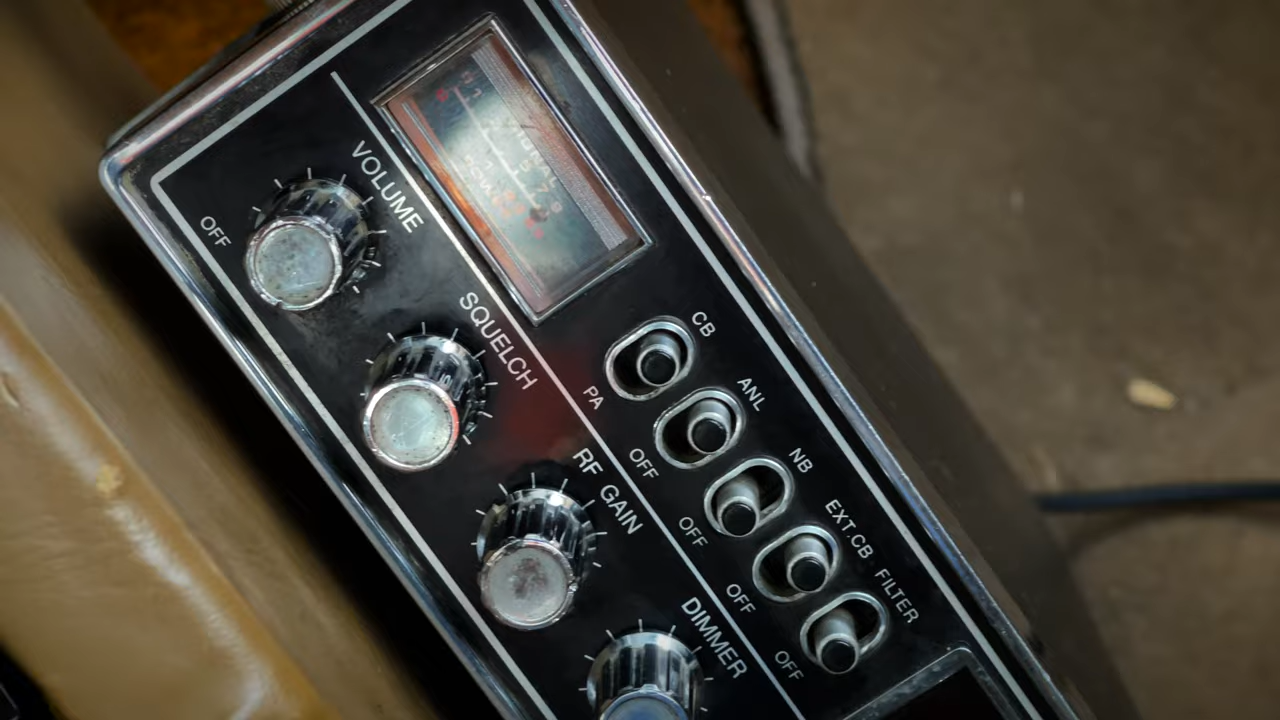 VOLUME
OFF
SQUELCH
RF GAIN
DIMMER
CB
PA
ANL
OFF
NB
OFF
EXT.CB
OFF
FILTER
OFF